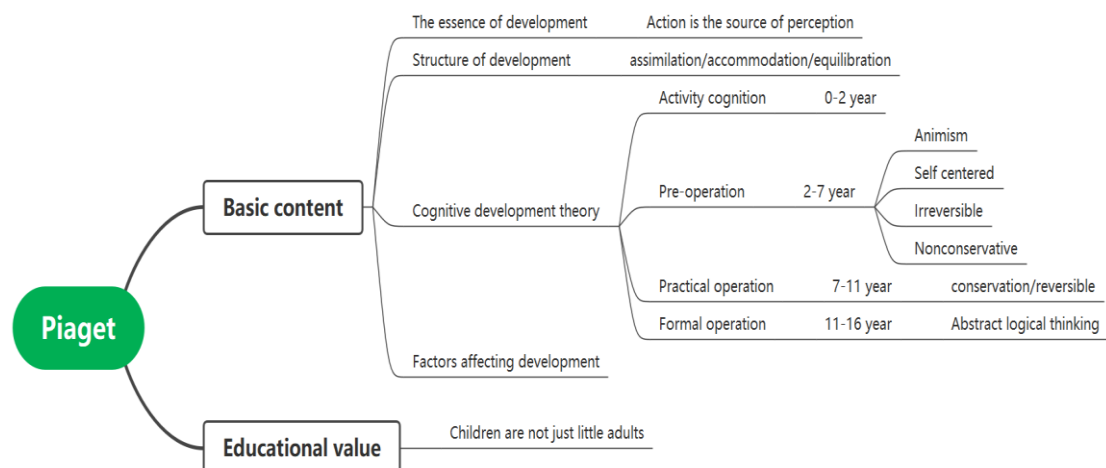 Piaget
Basic content
The essence of development
Action is the source of perception
Structure of development
assimilation/accommodation/equilibration
Cognitive development theory
Activity cognition
0-2 year
Pre-operation
2-7 year
Animism
Self centered
Irreversible
Nonconservative
Practical operation
7-11 year
conservation/reversible
Formal operation
11-16 year
Abstract logical thinking
Factors affecting development
Educational value
Children are not just little adults